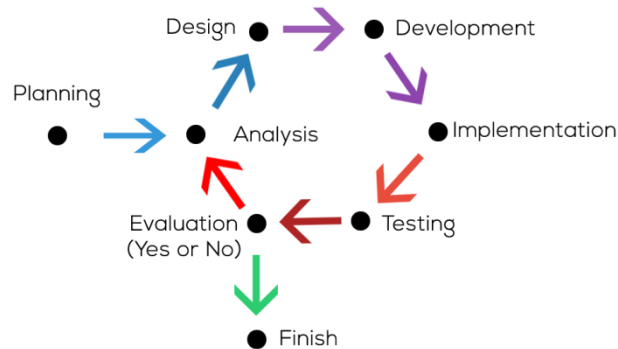 Design
Development
Planning
Analysis
Implementation
Evaluation
(Yes or No)
Testing
Finish